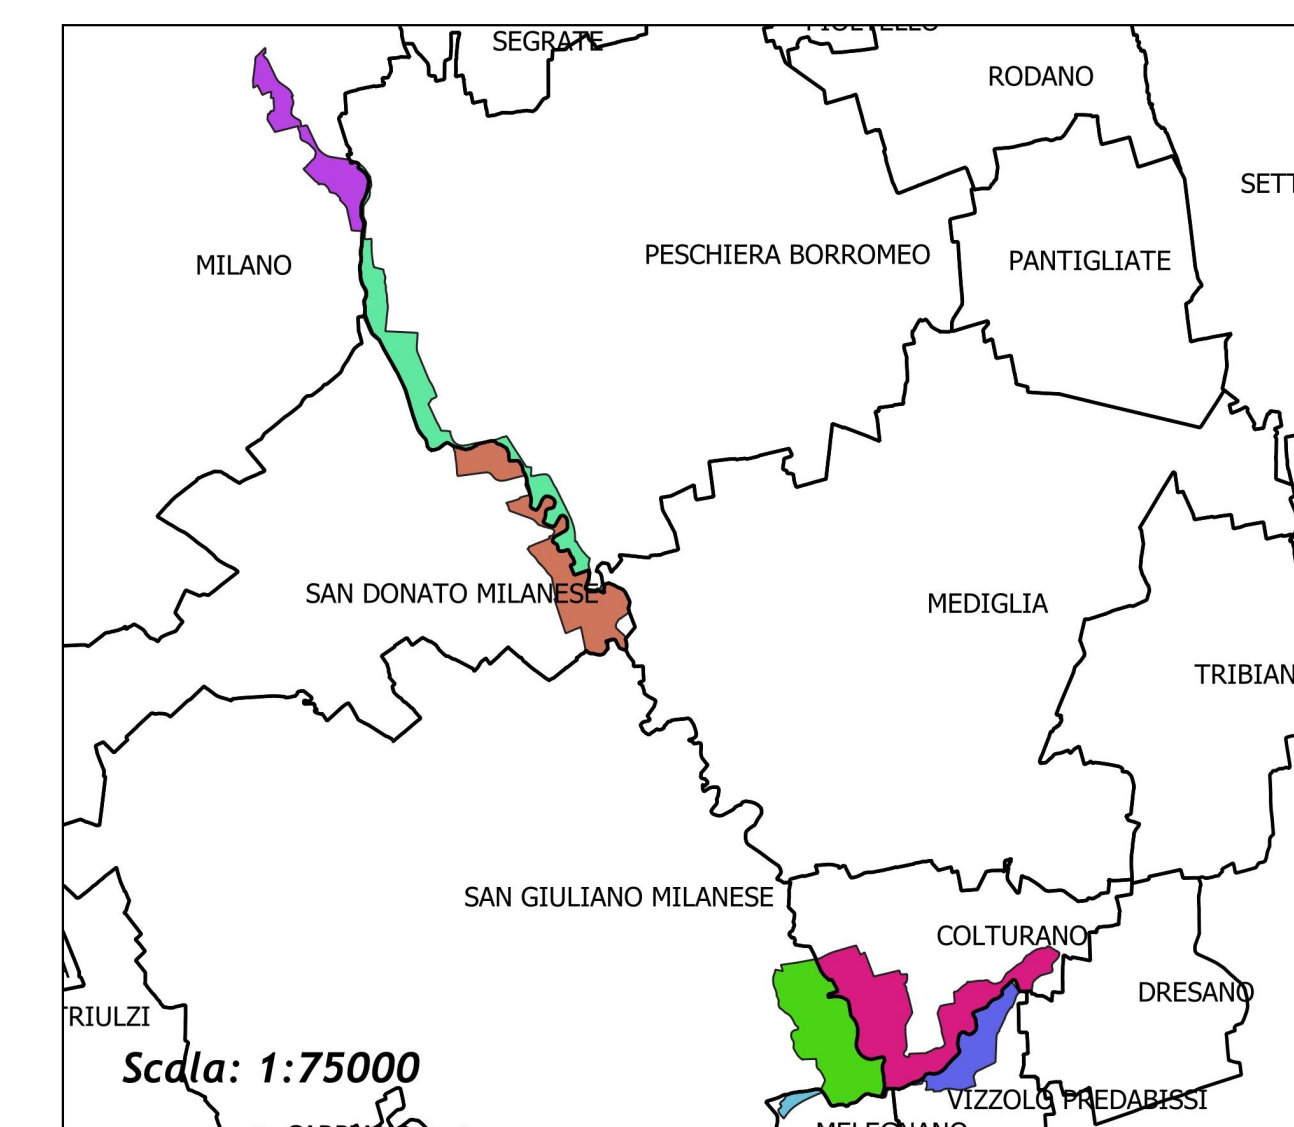 SEGRATE
RODANO
SETT
MILANO
PESCHIERA BORROMEO
PANTIGLIATE
SAN DONATO MILANESE
MEDIGLIA
TRIBIAN
SAN GIULIANO MILANESE
COLTURANO
DRESANO
TRIULZI
Scala: 1:75000
VIZZOLO PREDABISSI